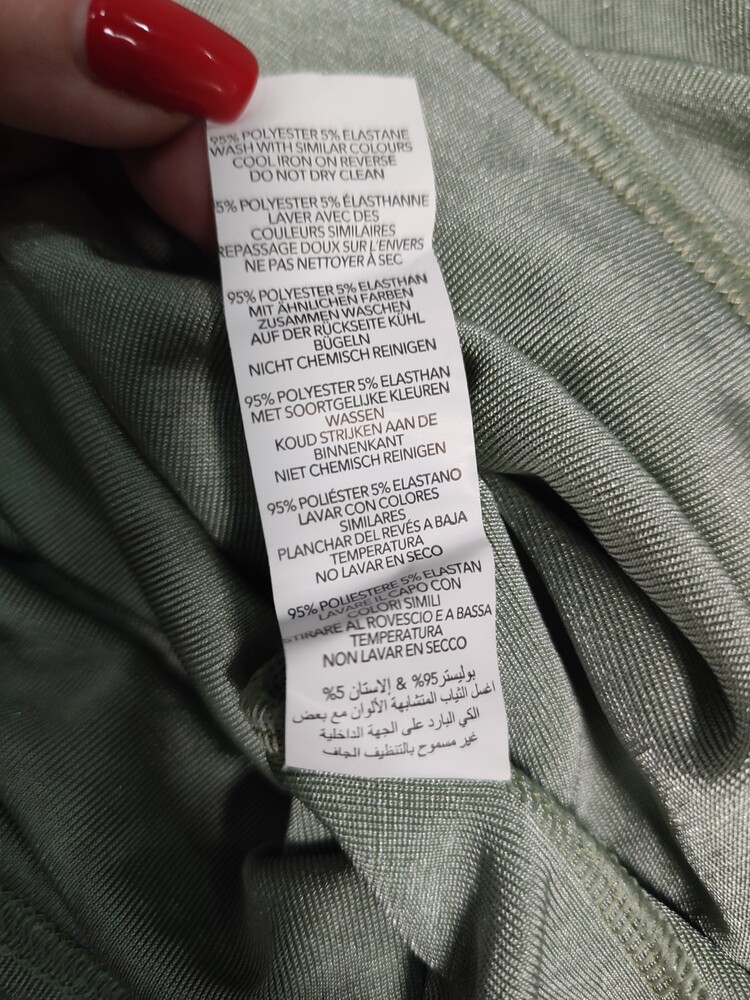 95% POLYESTER 5% ELASTANE
WASH WITH SIMILAR COLOURS
COOL IRON ON REVERSE
DO NOT DRY CLEAN
5% POLYESTER 5% ÉLASTHANNE
LAVER AVEC DES
COULEURS SIMILAIRES
REPASSAGE DOUX SUR L'ENVERS
NE PAS NETTOYER À SEC
95% POLYESTER 5% ELASTHAN
MIT ÄHNLICHEN FARBEN
ZUSAMMEN WASCHEN
AUF DER RÜCKSEITE KÜHL
BÜGELN
NICHT CHEMISCH REINIGEN
95% POLYESTER 5% ELASTHAN
MET SOORTGELIJKE KLEUREN
WASSEN
KOUD STRIJKEN AAN DE
BINNENKANT
NIET CHEMISCH REINIGEN
95% POLIÉSTER 5% ELASTANO
LAVAR CON COLORES
SIMILARES
PLANCHAR DEL REVÉS A BAJA
TEMPERATURA
NO LAVAR EN SECO
95% POLIESTERE 5% ELASTAN
LAVARE IL CAPO CON
COLORI SIMILI
STIRARE AL ROVESCIO E A BASSA
TEMPERATURA
NON LAVAR EN SECCO
بوليستر 95% & إلاستان 5%
اغسل الثياب المتشابهة الألوان مع بعض
الكي البارد على الجهة الداخلية
غير مسموح بالتنظيف الجاف